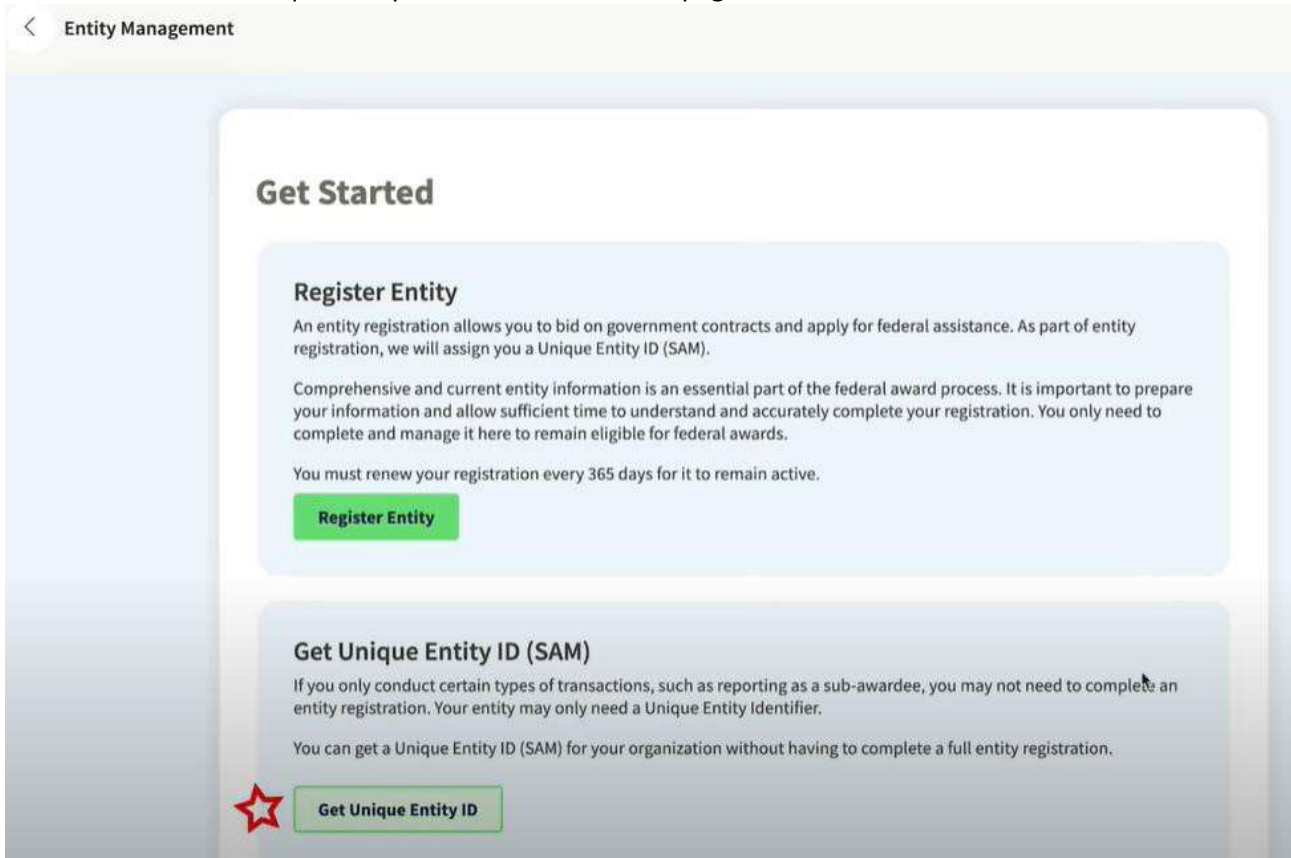 Entity Management
Get Started
Register Entity
An entity registration allows you to bid on government contracts and apply for federal assistance. As part of entity
registration, we will assign you a Unique Entity ID (SAM).
Comprehensive and current entity information is an essential part of the federal award process. It is important to prepare
your information and allow sufficient time to understand and accurately complete your registration. You only need to
complete and manage it here to remain eligible for federal awards.
You must renew your registration every 365 days for it to remain active.
Register Entity
Get Unique Entity ID (SAM)
If you only conduct certain types of transactions, such as reporting as a sub-awardee, you may not need to complete an
entity registration. Your entity may only need a Unique Entity Identifier.
You can get a Unique Entity ID (SAM) for your organization without having to complete a full entity registration.
Get Unique Entity ID